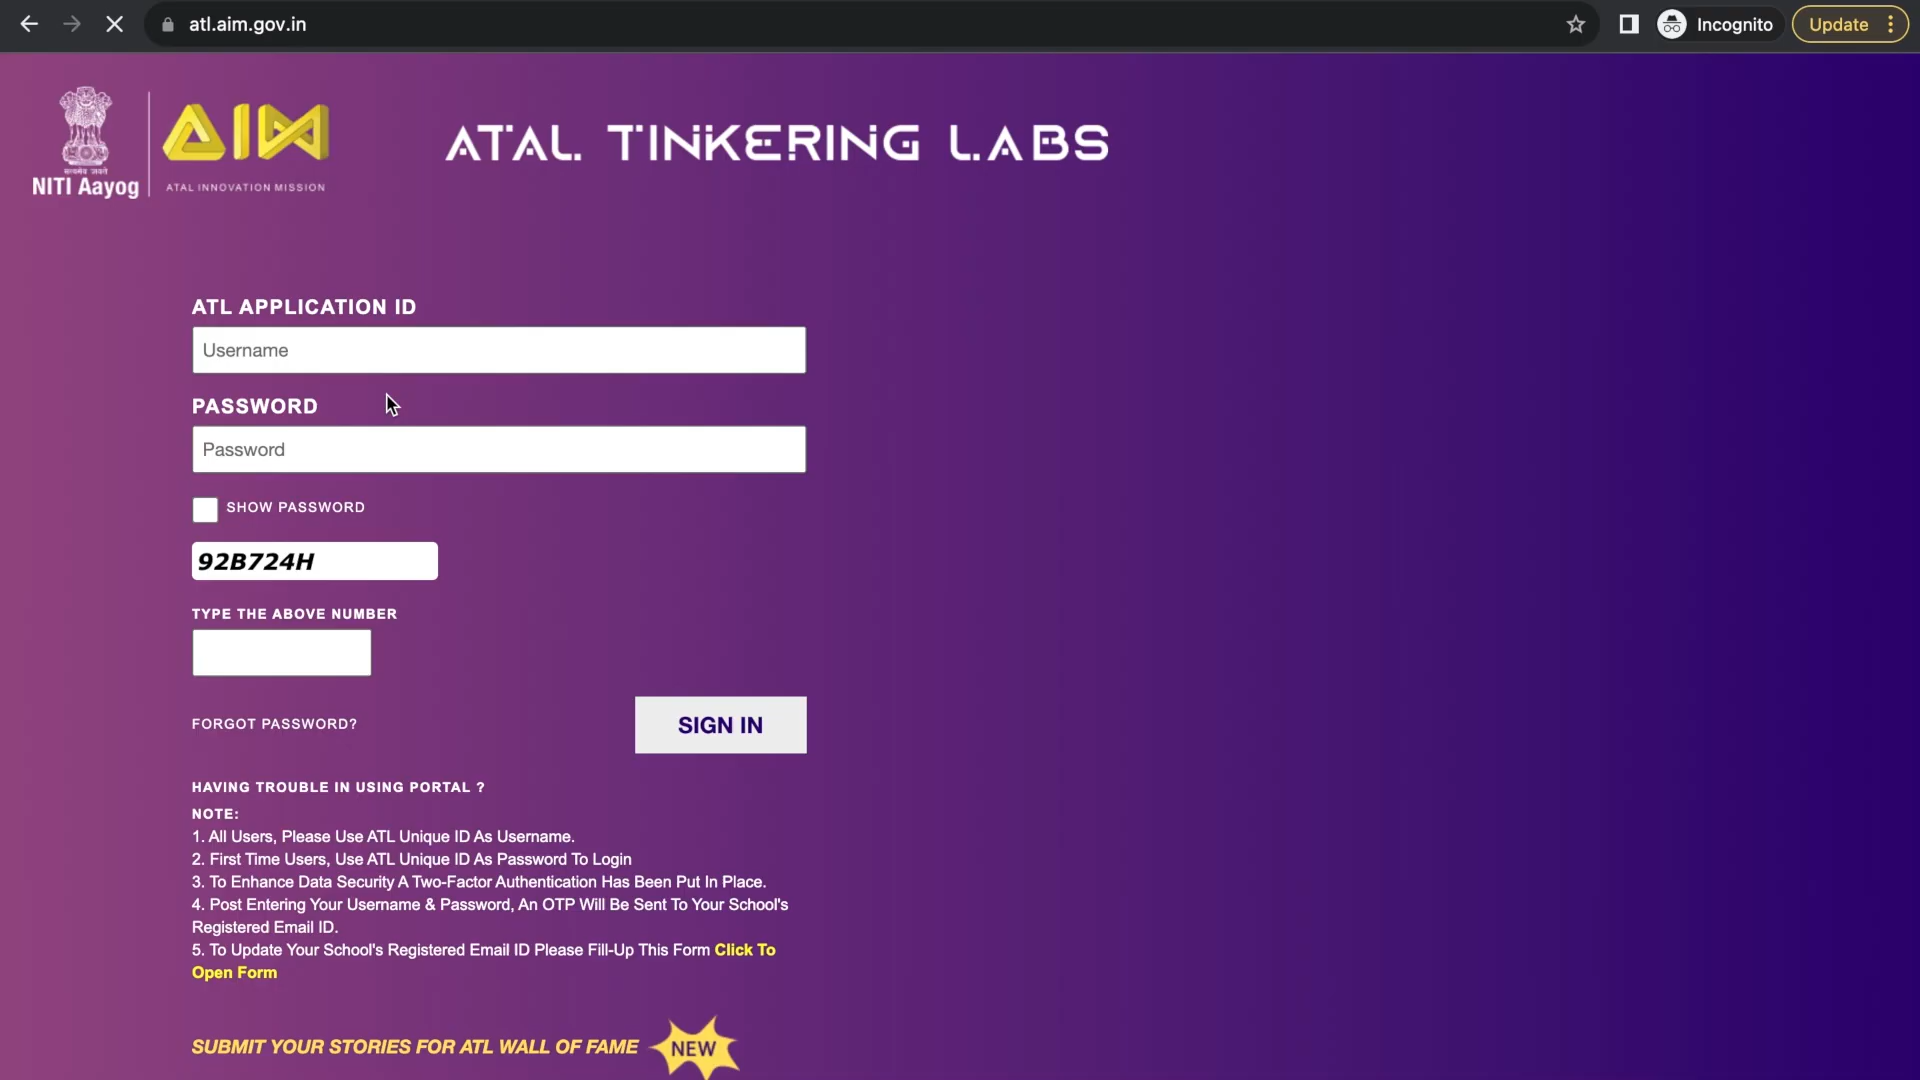 atl.aim.gov.in
Incognito
Update
सत्यमेव जयते
NITI Aayog
AIM
ATAL INNOVATION MISSION
ATAL TINKERING LABS
ATL APPLICATION ID
Username
PASSWORD
Password
SHOW PASSWORD
92B724H
TYPE THE ABOVE NUMBER
FORGOT PASSWORD?
SIGN IN
HAVING TROUBLE IN USING PORTAL ?
NOTE:
1. All Users, Please Use ATL Unique ID As Username.
2. First Time Users, Use ATL Unique ID As Password To Login
3. To Enhance Data Security A Two-Factor Authentication Has Been Put In Place.
4. Post Entering Your Username & Password, An OTP Will Be Sent To Your School's
Registered Email ID.
5. To Update Your School's Registered Email ID Please Fill-Up This Form Click To
Open Form
SUBMIT YOUR STORIES FOR ATL WALL OF FAME
NEW